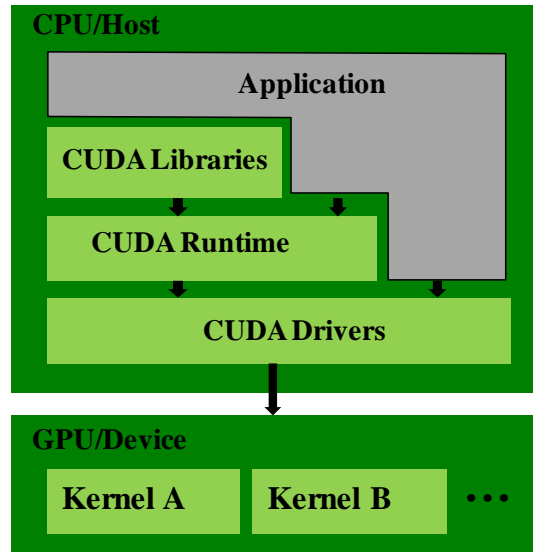 CPU/Host
Application
CUDA Libraries
CUDA Runtime
CUDA Drivers
GPU/Device
Kernel A
Kernel B
...